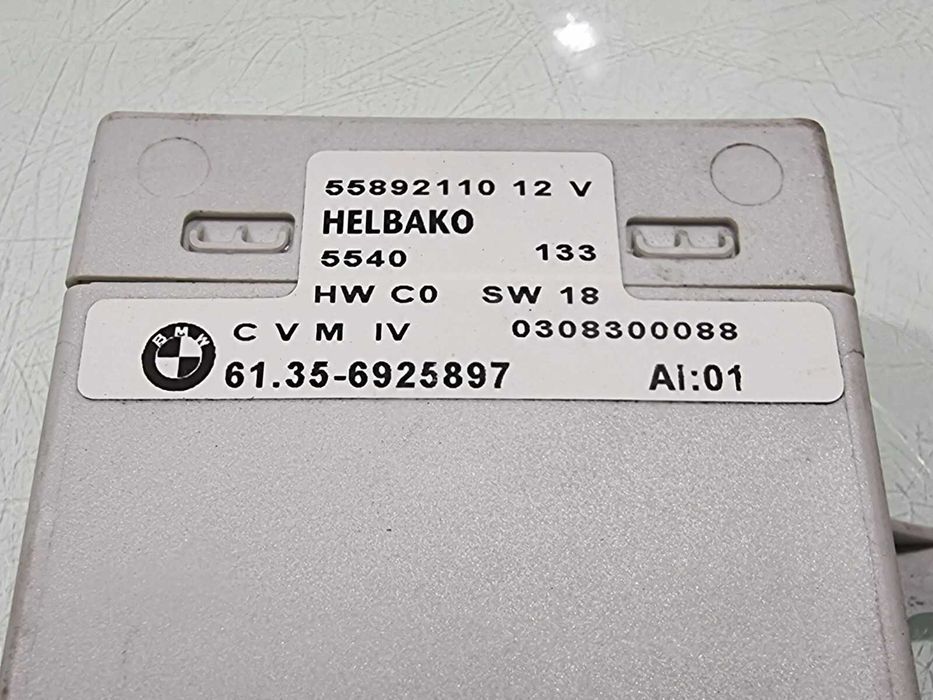 55892110 12 V
HELBAKO
5540 133
HW C0 SW 18
BMW
C V M IV 0308300088
61.35-6925897 AI:01